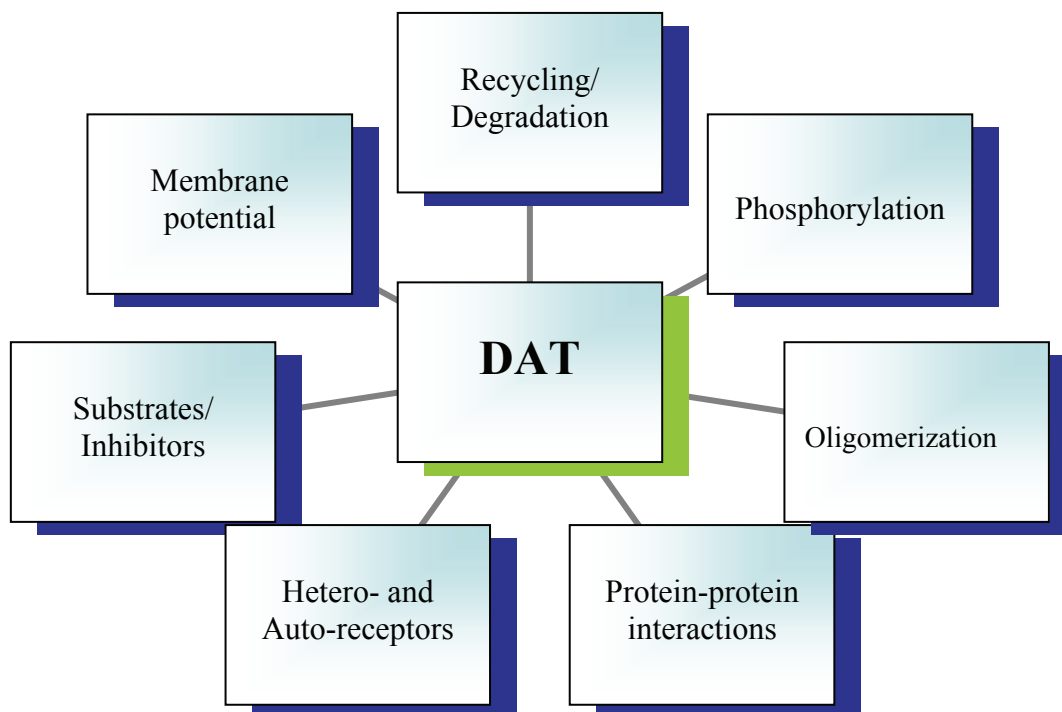 Recycling/
Degradation
Membrane
potential
Phosphorylation
DAT
Substrates/
Inhibitors
Oligomerization
Hetero- and
Auto-receptors
Protein-protein
interactions